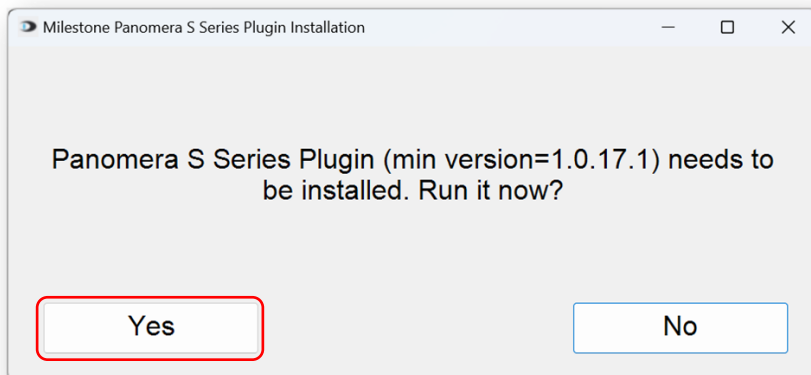 Milestone Panomera S Series Plugin Installation
Panomera S Series Plugin (min version=1.0.17.1) needs to
be installed. Run it now?
Yes
No